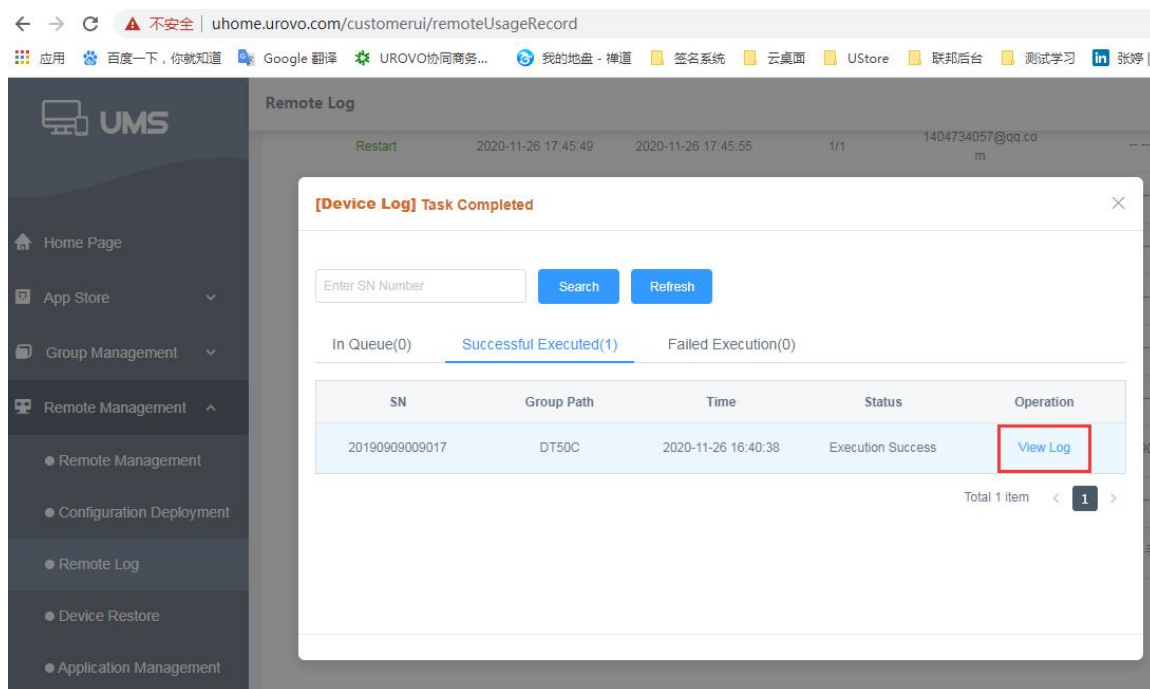 不安全 | uhome.urovo.com/customerui/remoteUsageRecord
应用 百度一下，你就知道 Google 翻译 UROVO协同商务... 我的地盘 - 禅道 签名系统 云桌面 UStore 联邦后台 测试学习 in 张婷 |
UMS
Remote Log
Restart 2020-11-26 17:45:49 2020-11-26 17:45:55 1/1 1404734057@qq.co
m
[Device Log] Task Completed
Home Page
Enter SN Number Search Refresh
App Store
In Queue(0) Successful Executed(1) Failed Execution(0)
Group Management
SN Group Path Time Status Operation
Remote Management
20190909009017 DT50C 2020-11-26 16:40:38 Execution Success View Log
Remote Management
Total 1 item < 1 >
Configuration Deployment
Remote Log
Device Restore
Application Management